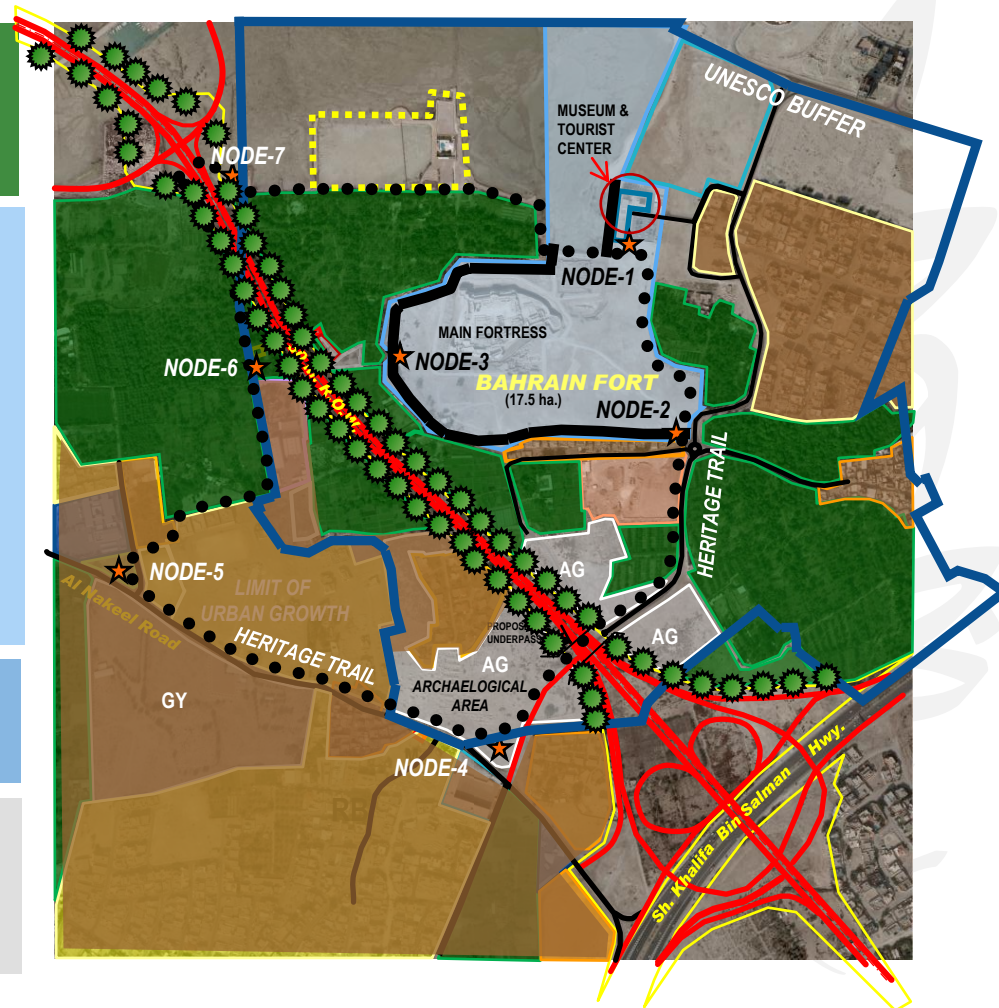 UNESCO BUFFER
MUSEUM &
TOURIST
CENTER
NODE-7
NODE-1
MAIN FORTRESS
NODE-3
NODE-6
BAHRAIN FORT
(17.5 ha.)
NODE-2
HERITAGE TRAIL
NODE-5
AG
LIMIT OF
URBAN GROWTH
Al Nakeel Road
HERITAGE TRAIL
UNDERPASS
AG
AG
ARCHAELOGICAL
AREA
GY
NODE-4
Sh. Khalifa Bin Salman Hwy.